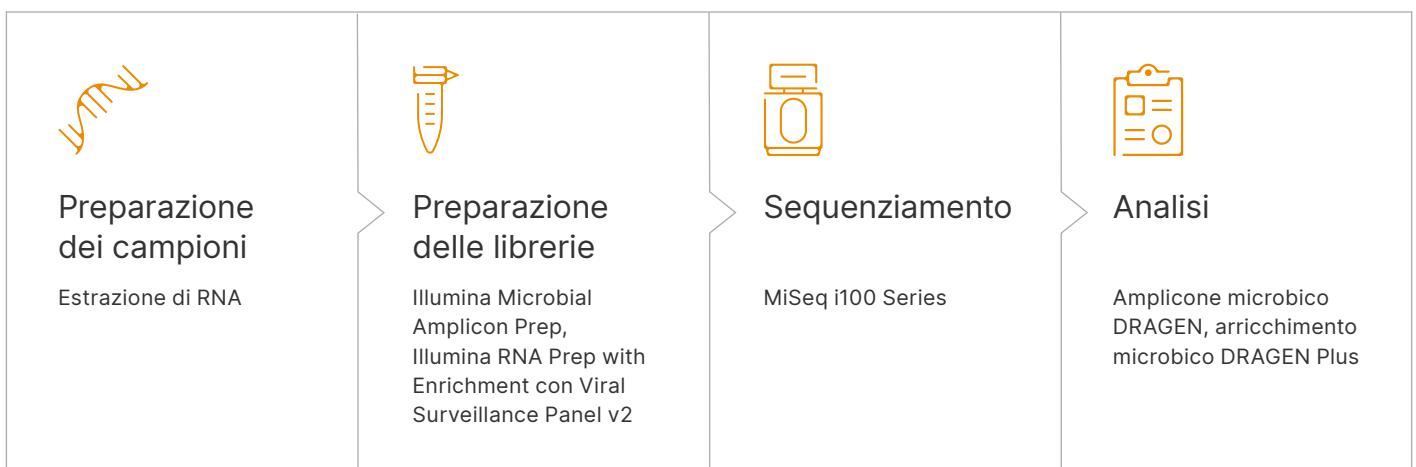 Preparazione
dei campioni
Estrazione di RNA
Preparazione
delle librerie
Illumina Microbial
Amplicon Prep,
Illumina RNA Prep with
Enrichment con Viral
Surveillance Panel v2
Sequenziamento
MiSeq i100 Series
Analisi
Amplicone microbico
DRAGEN, arricchimento
microbico DRAGEN Plus